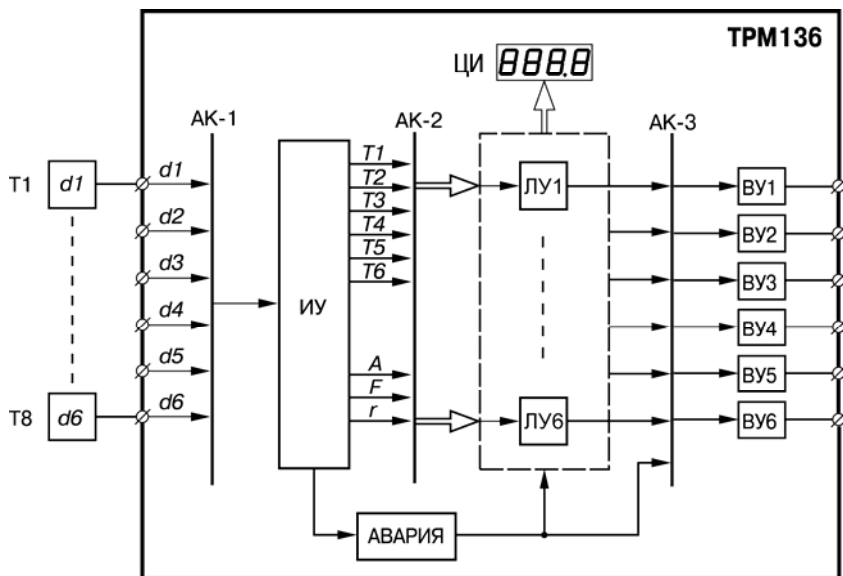 ТРМ136
ЦИ 888.8
АК-1
АК-2
АК-3
Т1
d1
d1
d2
d3
d4
d5
d6
Т8
d6
ИУ
T1
T2
T3
T4
T5
T6
A
F
r
ЛУ1
ЛУ6
ВУ1
ВУ2
ВУ3
ВУ4
ВУ5
ВУ6
АВАРИЯ